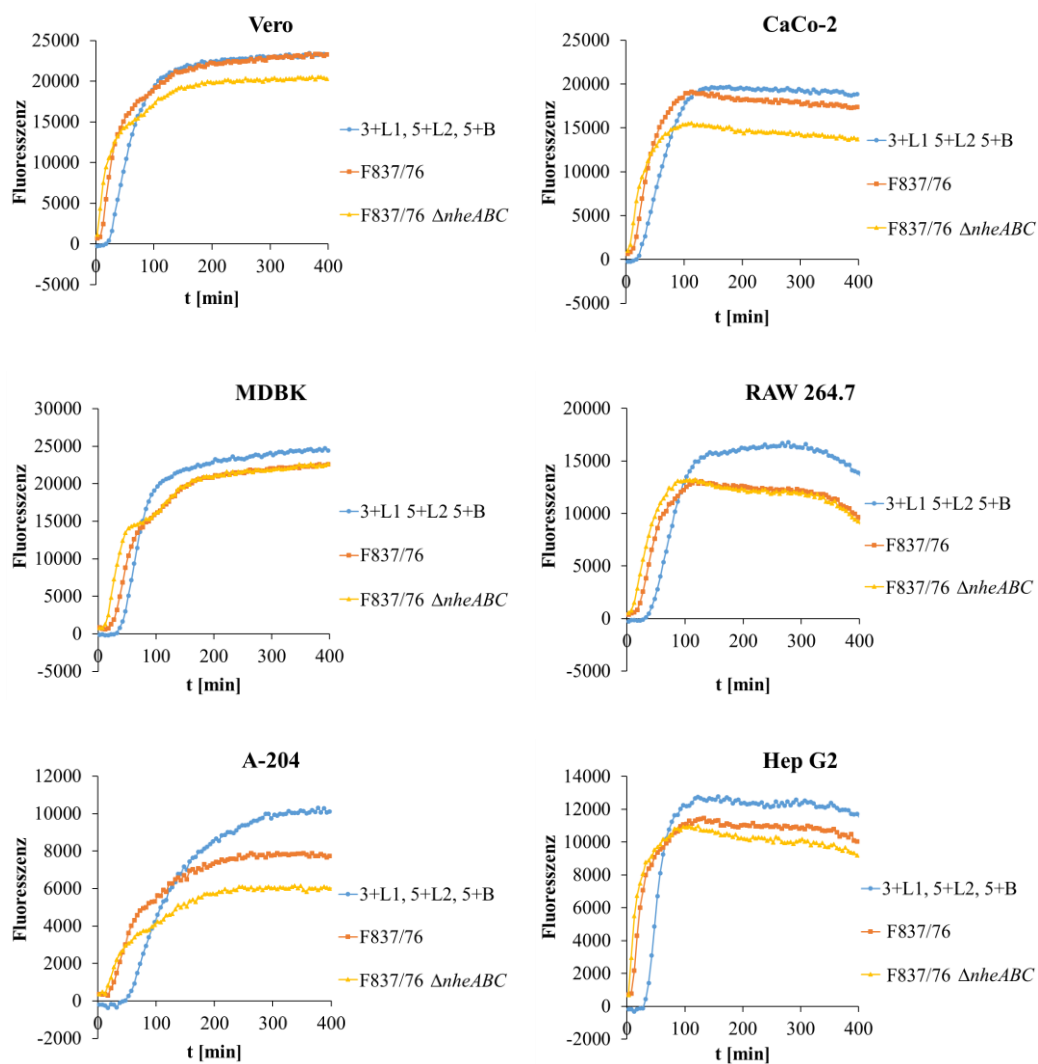 Vero
25000
20000
15000
10000
5000
0
-5000
0 100 200 300 400
Fluoresszenz
t [min]
3+L1, 5+L2, 5+B
F837/76
F837/76 ΔnheABC
CaCo-2
25000
20000
15000
10000
5000
0
-5000
0 100 200 300 400
Fluoresszenz
t [min]
3+L1 5+L2 5+B
F837/76
F837/76 ΔnheABC
MDBK
30000
25000
20000
15000
10000
5000
0
-5000
0 100 200 300 400
Fluoresszenz
t [min]
3+L1 5+L2 5+B
F837/76
F837/76 ΔnheABC
RAW 264.7
20000
15000
10000
5000
0
-5000
0 100 200 300 400
Fluoresszenz
t [min]
3+L1 5+L2 5+B
F837/76
F837/76 ΔnheABC
A-204
12000
10000
8000
6000
4000
2000
0
-2000
0 100 200 300 400
Fluoresszenz
t [min]
3+L1, 5+L2, 5+B
F837/76
F837/76 ΔnheABC
Hep G2
14000
12000
10000
8000
6000
4000
2000
0
-2000
0 100 200 300 400
Fluoresszenz
t [min]
3+L1, 5+L2, 5+B
F837/76
F837/76 ΔnheABC